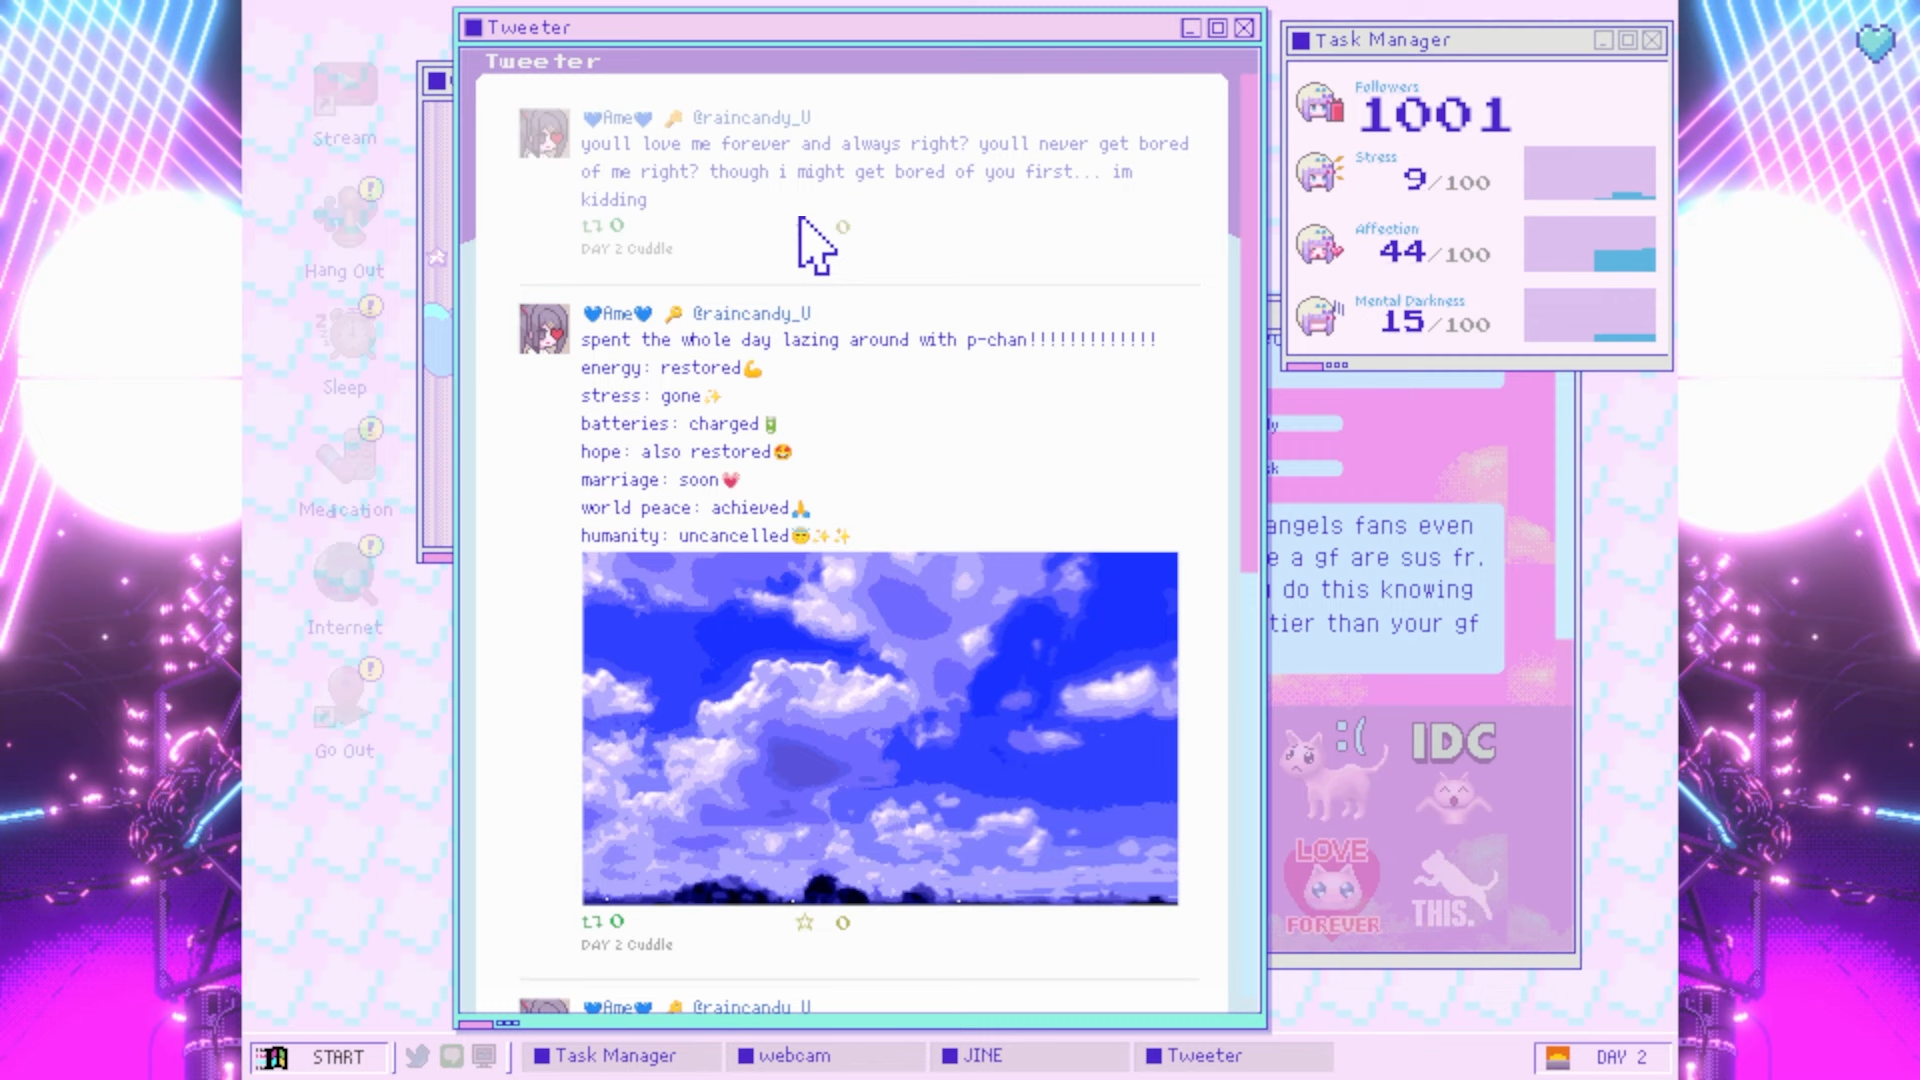 Tweeter
Tweeter
Ame @raincandy_U
youll love me forever and always right? youll never get bored
of me right? though i might get bored of you first... im
kidding
0
0
DAY 2 Cuddle
Ame @raincandy_U
spent the whole day lazing around with p-chan!!!!!!!!!!!!!
energy: restored💪
stress: gone✨
batteries: charged🔋
hope: also restored🤩
marriage: soon💗
world peace: achieved🙏
humanity: uncancelled😇✨✨
0
0
DAY 2 Cuddle
Ame @raincandy_U
Task Manager
Followers
1001
Stress
9/100
Affection
44/100
Mental Darkness
15/100
Stream
Hang Out
Sleep
Medication
Internet
Go Out
angels fans even
e a gf are sus fr.
do this knowing
tier than your gf
:(
IDC
LOVE
FOREVER
THIS.
START
Task Manager
webcam
JINE
Tweeter
DAY 2